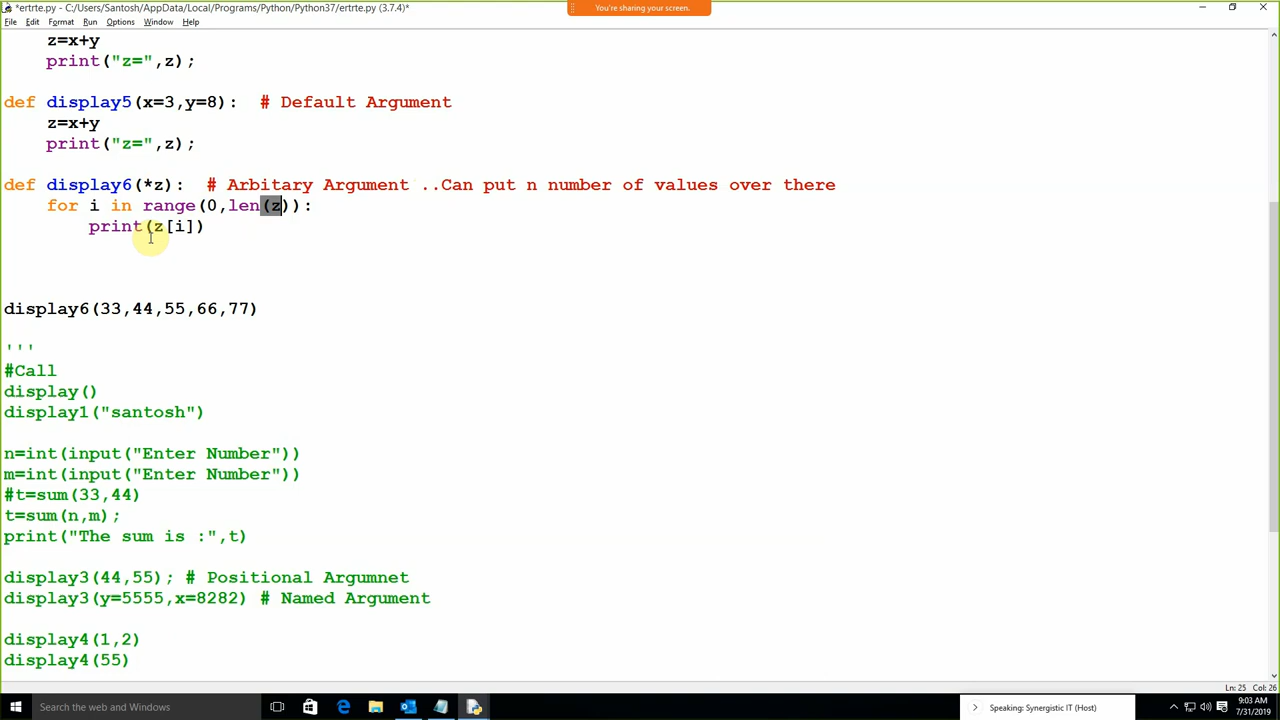 *ertrte.py - C:/Users/Santosh/AppData/Local/Programs/Python/Python37/ertrte.py (3.7.4)*
You're sharing your screen.
File Edit Format Run Options Window Help
z=x+y
print("z=",z);
def display5(x=3,y=8):  # Default Argument
z=x+y
print("z=",z);
def display6(*z):  # Arbitary Argument ..Can put n number of values over there
for i in range(0,len(z)):
print(z[i])
display6(33,44,55,66,77)
'''
#Call
display()
display1("santosh")
n=int(input("Enter Number"))
m=int(input("Enter Number"))
#t=sum(33,44)
t=sum(n,m);
print("The sum is :",t)
display3(44,55); # Positional Argumnet
display3(y=5555,x=8282) # Named Argument
display4(1,2)
display4(55)
Ln: 25 Col: 26
Search the web and Windows
Speaking: Synergistic IT (Host)
9:03 AM
7/31/2019